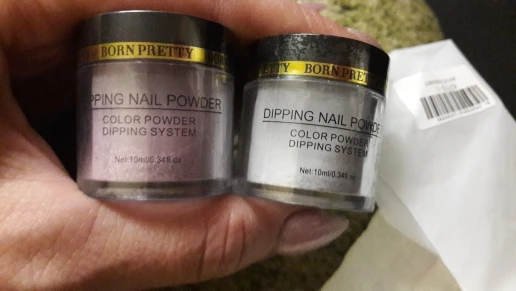 BORN PRETTY
DIPPING NAIL POWDER
COLOR POWDER
DIPPING SYSTEM
Net:10ml/0.34fl.oz
BORN PRETTY
DIPPING NAIL POWDER
COLOR POWDER
DIPPING SYSTEM
Net:10ml/0.34fl.oz